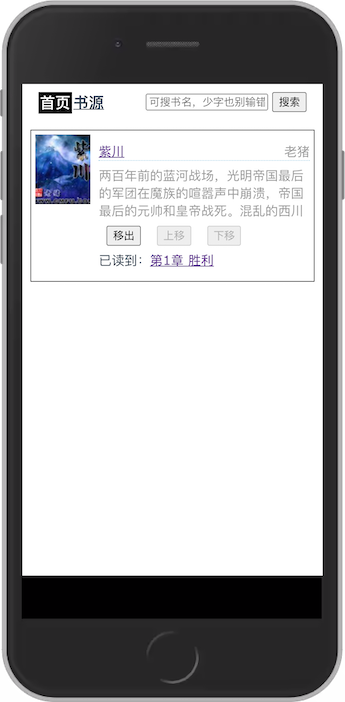 首页 书源 可搜书名，少字也别输错 搜索
紫川 老猪
两百年前的蓝河战场，光明帝国最后
的军团在魔族的喧嚣声中崩溃，帝国
最后的元帅和皇帝战死。混乱的西川
移出 上移 下移
已读到：第1章 胜利